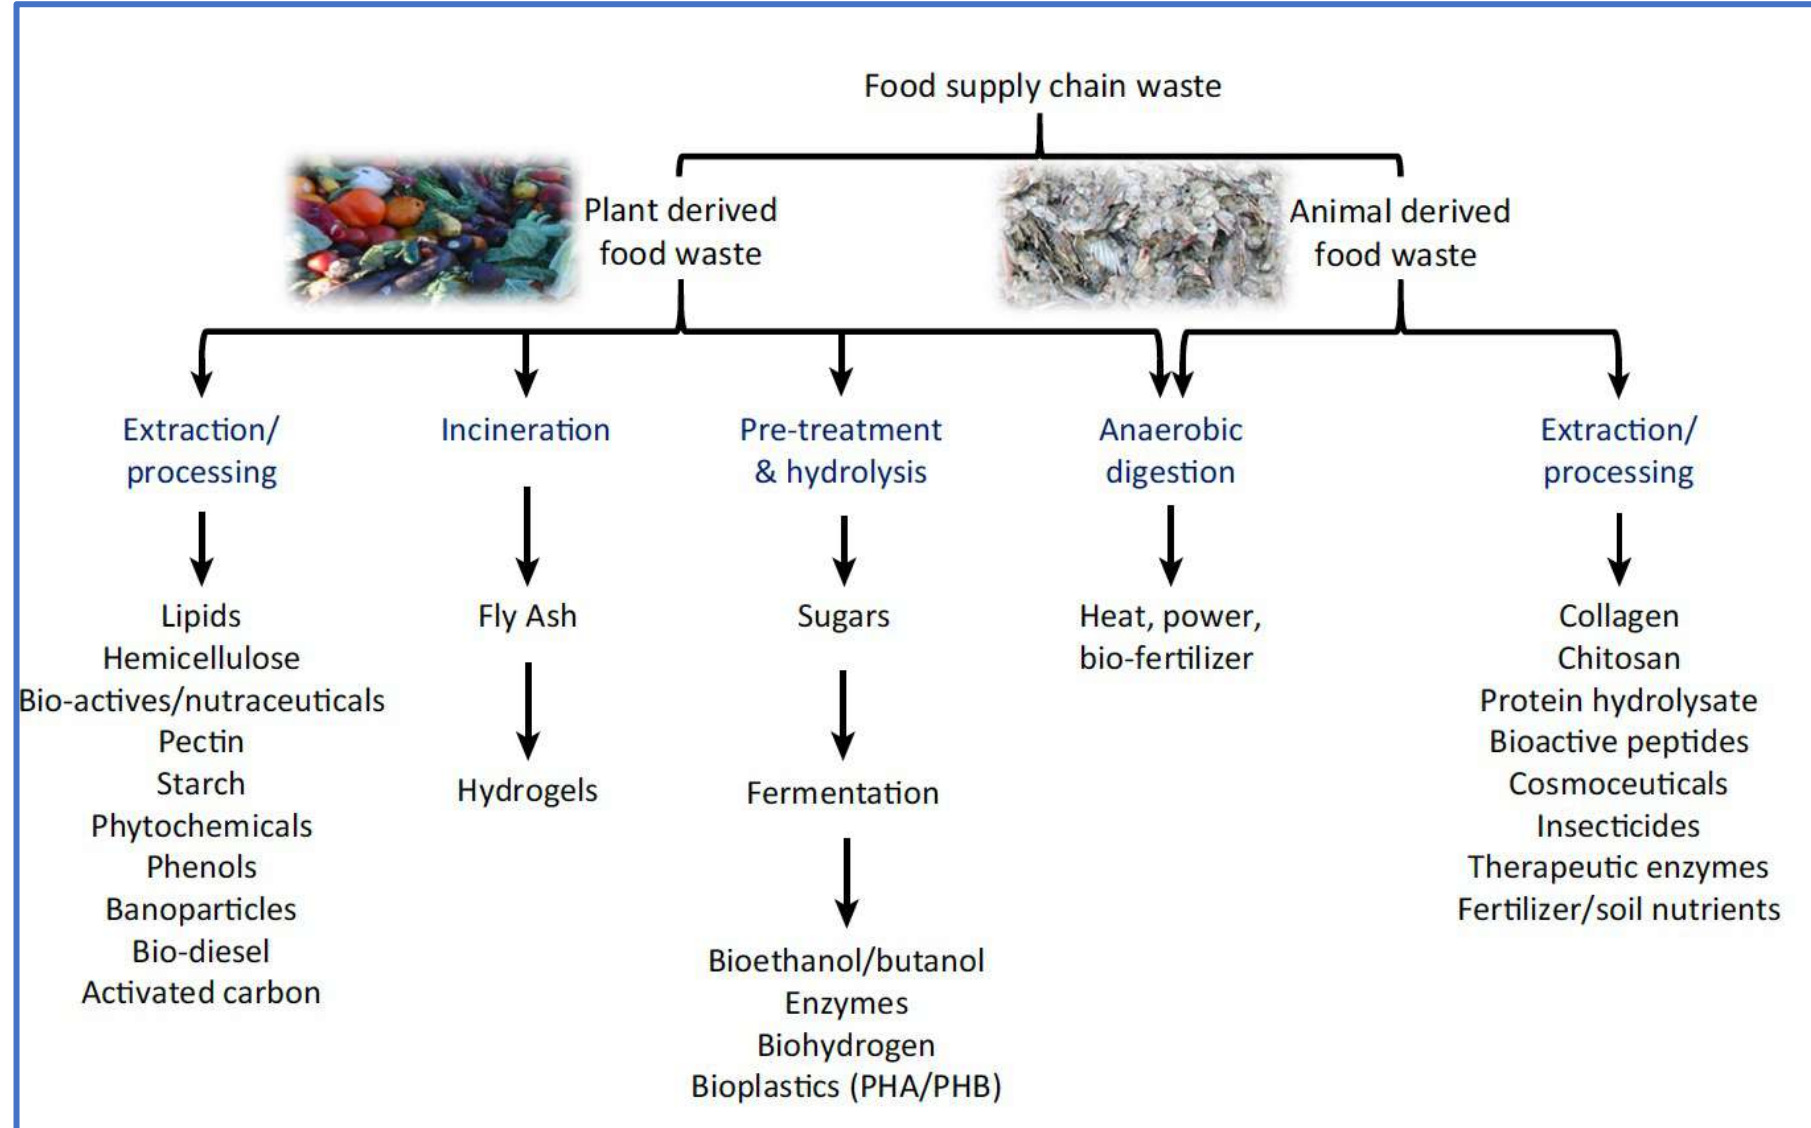 Food supply chain waste
Plant derived
food waste
Animal derived
food waste
Extraction/
processing
Incineration
Pre-treatment
& hydrolysis
Anaerobic
digestion
Extraction/
processing
Lipids
Hemicellulose
Bio-actives/nutraceuticals
Pectin
Starch
Phytochemicals
Phenols
Banoparticles
Bio-diesel
Activated carbon
Fly Ash
Hydrogels
Sugars
Fermentation
Bioethanol/butanol
Enzymes
Biohydrogen
Bioplastics (PHA/PHB)
Heat, power,
bio-fertilizer
Collagen
Chitosan
Protein hydrolysate
Bioactive peptides
Cosmoceuticals
Insecticides
Therapeutic enzymes
Fertilizer/soil nutrients